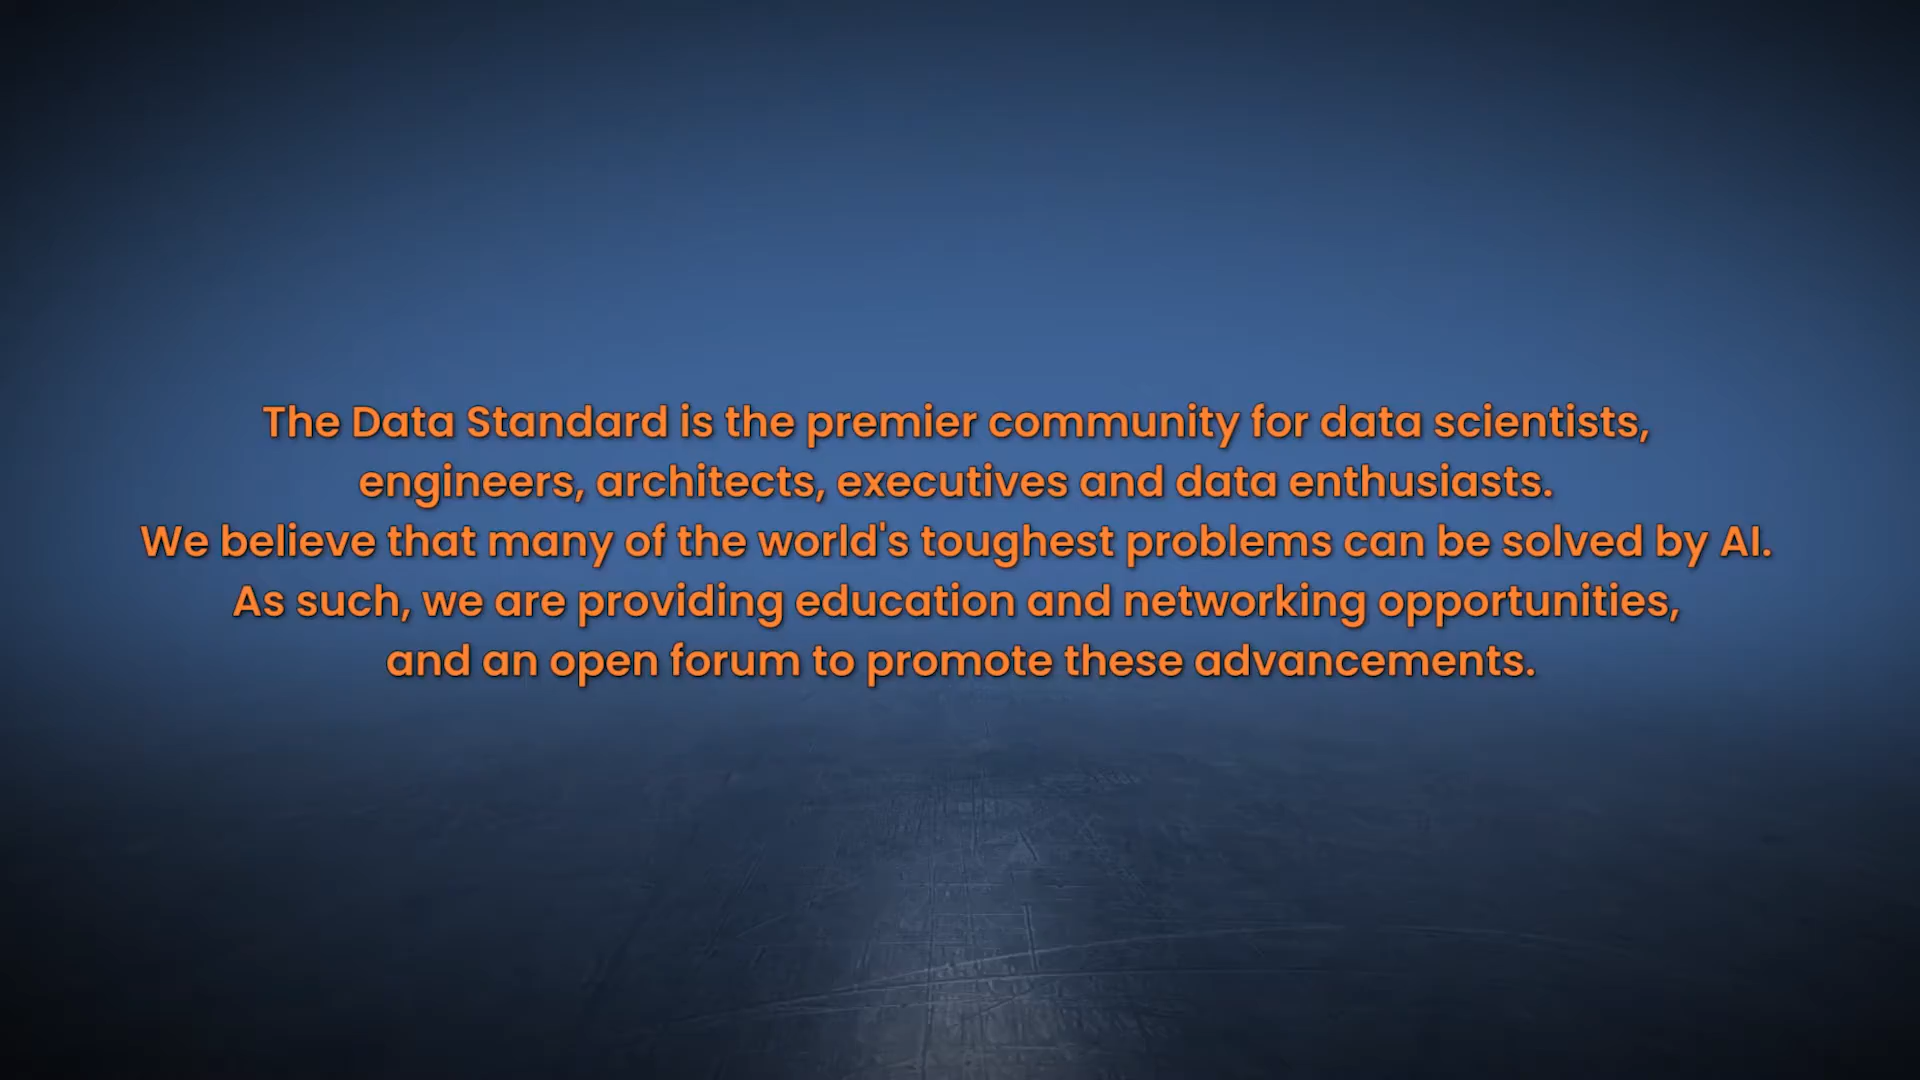 The Data Standard is the premier community for data scientists,
engineers, architects, executives and data enthusiasts.
We believe that many of the world's toughest problems can be solved by AI.
As such, we are providing education and networking opportunities,
and an open forum to promote these advancements.